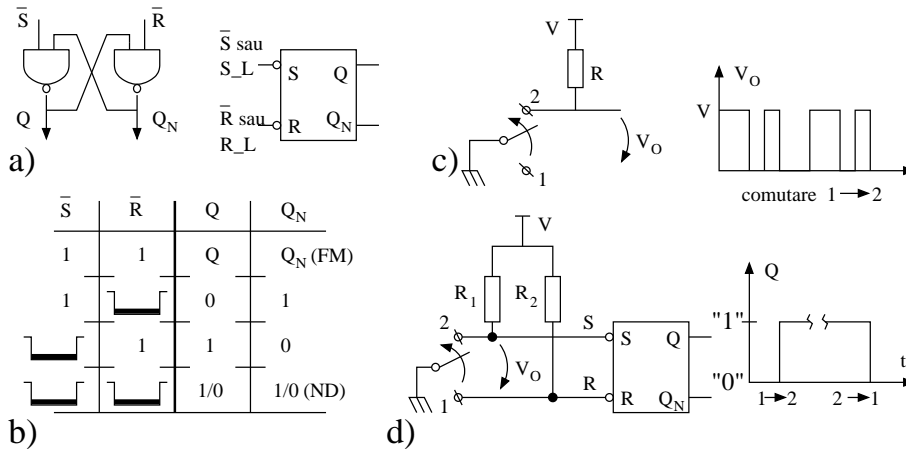 S̅ R̅
Q Q_N
a)
S̅ sau
S_L
R̅ sau
R_L
S Q
R Q_N
V
R
2
1
V_O
c)
V_O
V
comutare 1→2
S̅ R̅ Q Q_N
1 1 Q Q_N (FM)
1 0 1
1 1 0
1/0 1/0 (ND)
b)
V
R_1 R_2
2
1
V_O
S
R
S Q
R Q_N
d)
Q
"1"
"0"
t
1→2 2→1